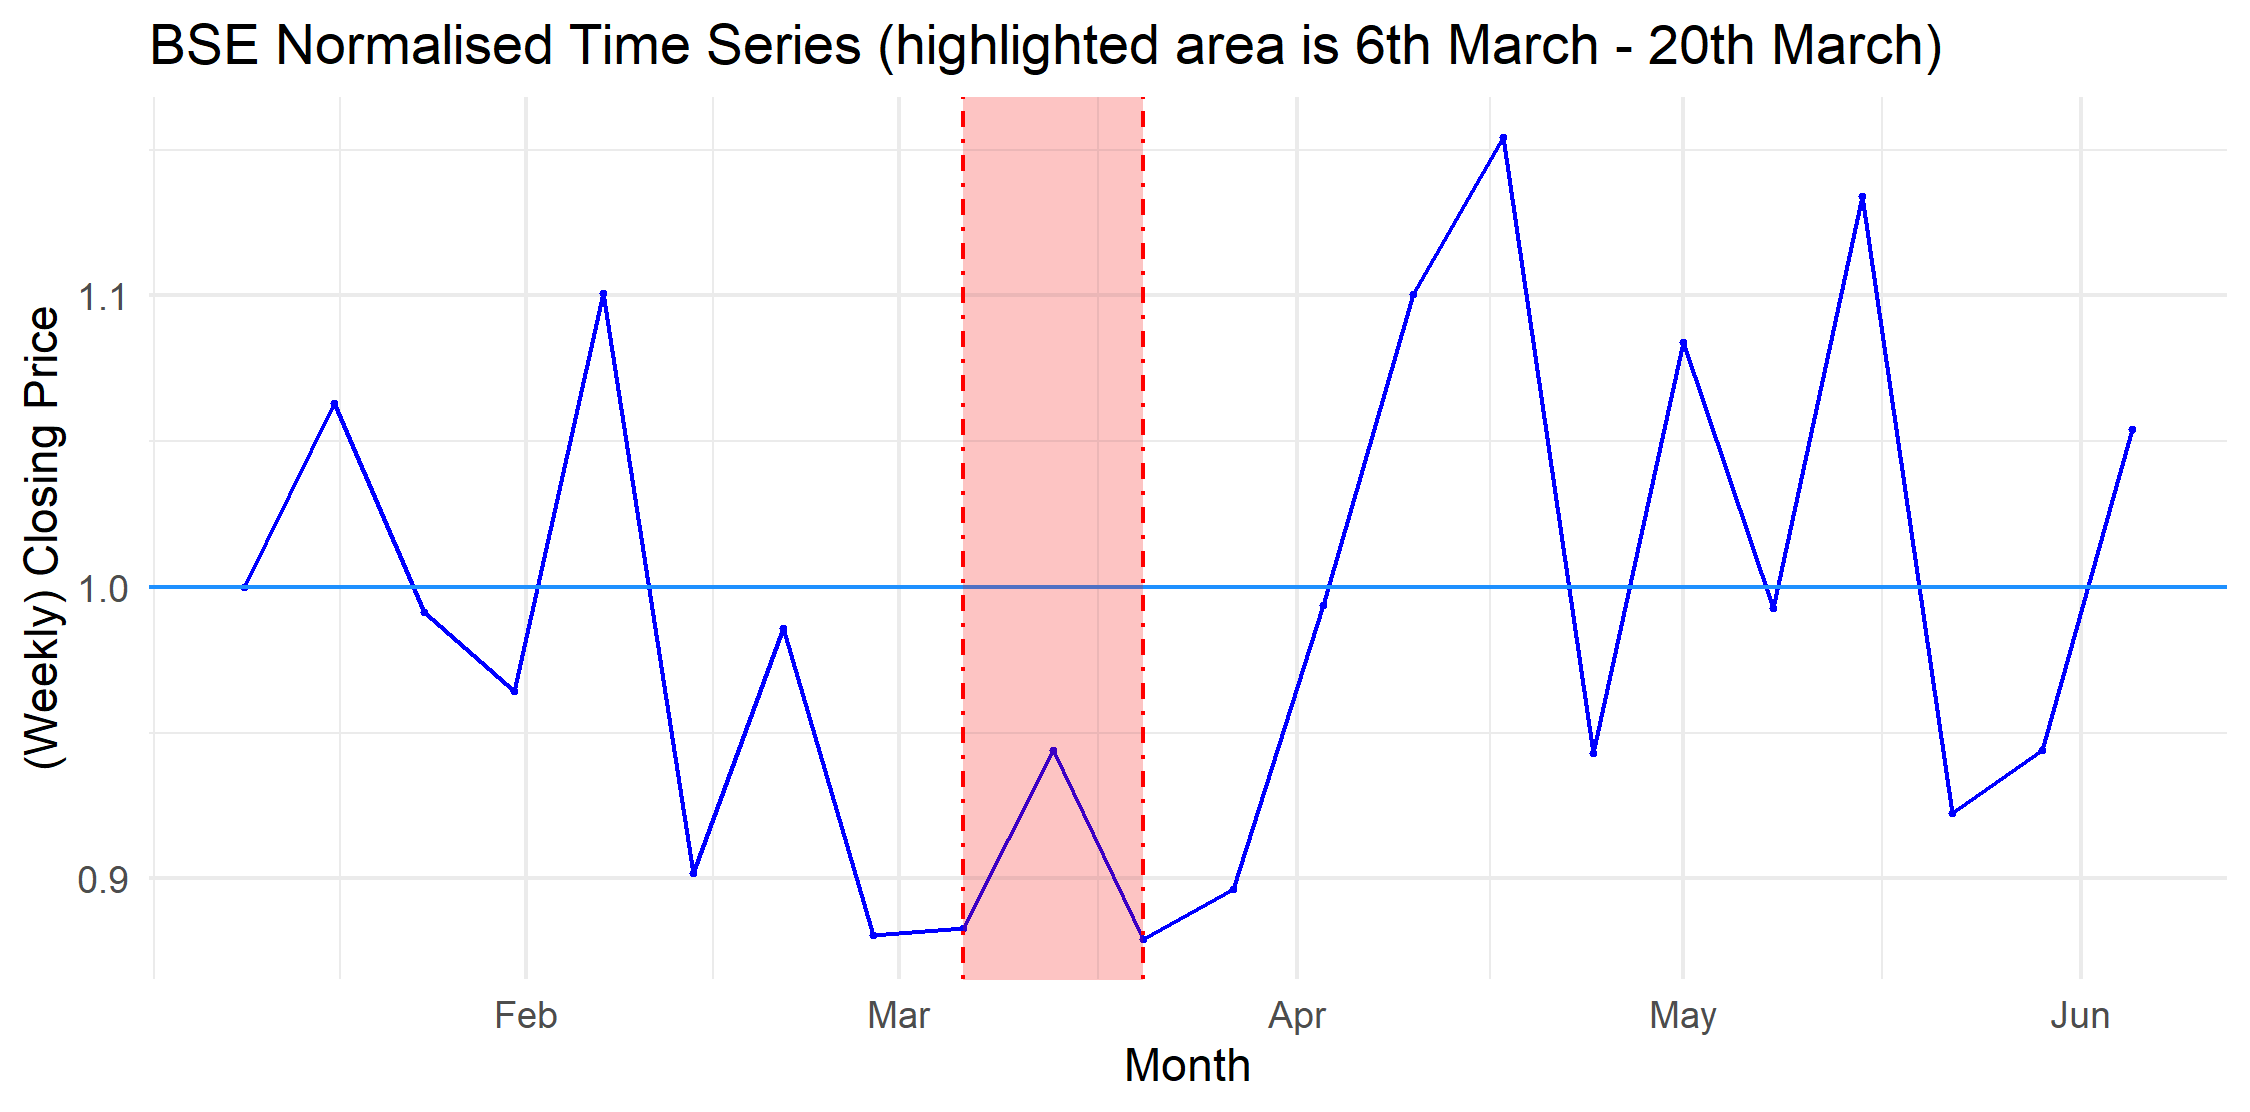 BSE Normalised Time Series (highlighted area is 6th March - 20th March)
(Weekly) Closing Price
1.1
1.0
0.9
Feb
Mar
Apr
May
Jun
Month